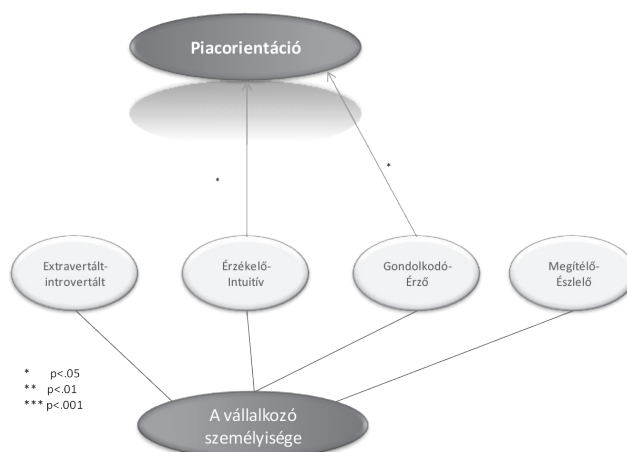 Piacorientáció
*
*
Extravertált-
introvertált
Érzékelő-
Intuitív
Gondolkodó-
Érző
Megítélő-
Észlelő
* p<.05
** p<.01
*** p<.001
A vállalkozó
személyisége